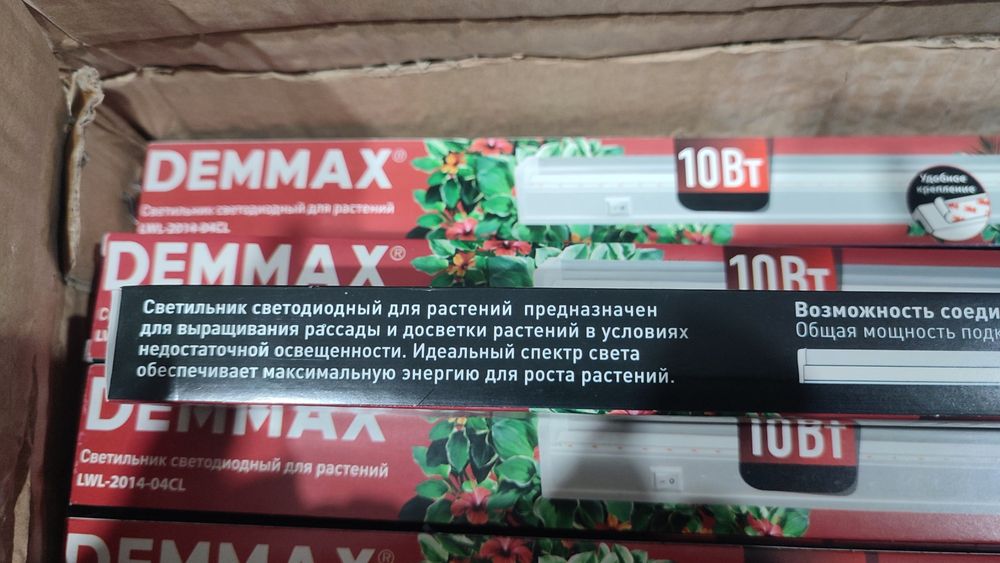 DEMMAX®
Светильник светодиодный для растений
LWL-2014-04CL
10Вт
Удобное
крепление
DEMMAX®
10Вт
Светильник светодиодный для растений предназначен
для выращивания рассады и досветки растений в условиях
недостаточной освещенности. Идеальный спектр света
обеспечивает максимальную энергию для роста растений.
Возможность соеди
Общая мощность подк
DEMMAX
Светильник светодиодный для растений
LWL-2014-04CL
10Вт
DEMMAX®